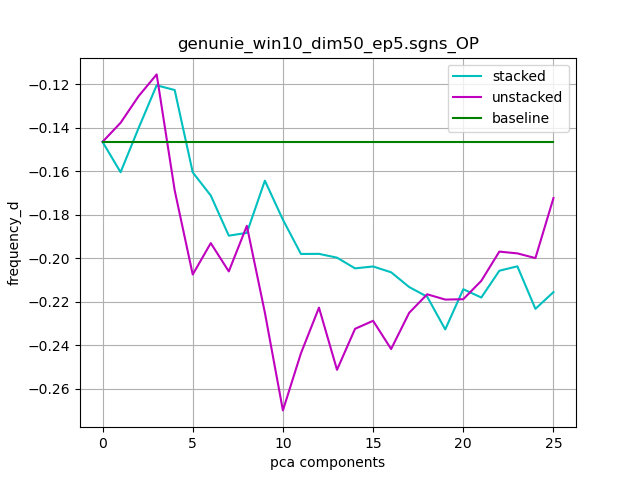 genunie_win10_dim50_ep5.sgns_OP
stacked
unstacked
baseline
frequency_d
−0.12
−0.14
−0.16
−0.18
−0.20
−0.22
−0.24
−0.26
0 5 10 15 20 25
pca components